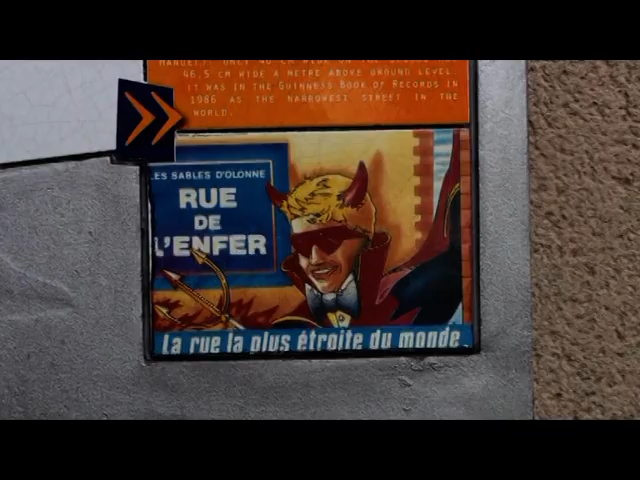 46.5 CM WIDE A METRE ABOVE GROUND LEVEL.
IT WAS IN THE GUINNESS BOOK OF RECORDS IN
1986 AS THE NARROWEST STREET IN THE
WORLD.
LES SABLES D'OLONNE
RUE
DE
L'ENFER
La rue la plus étroite du monde